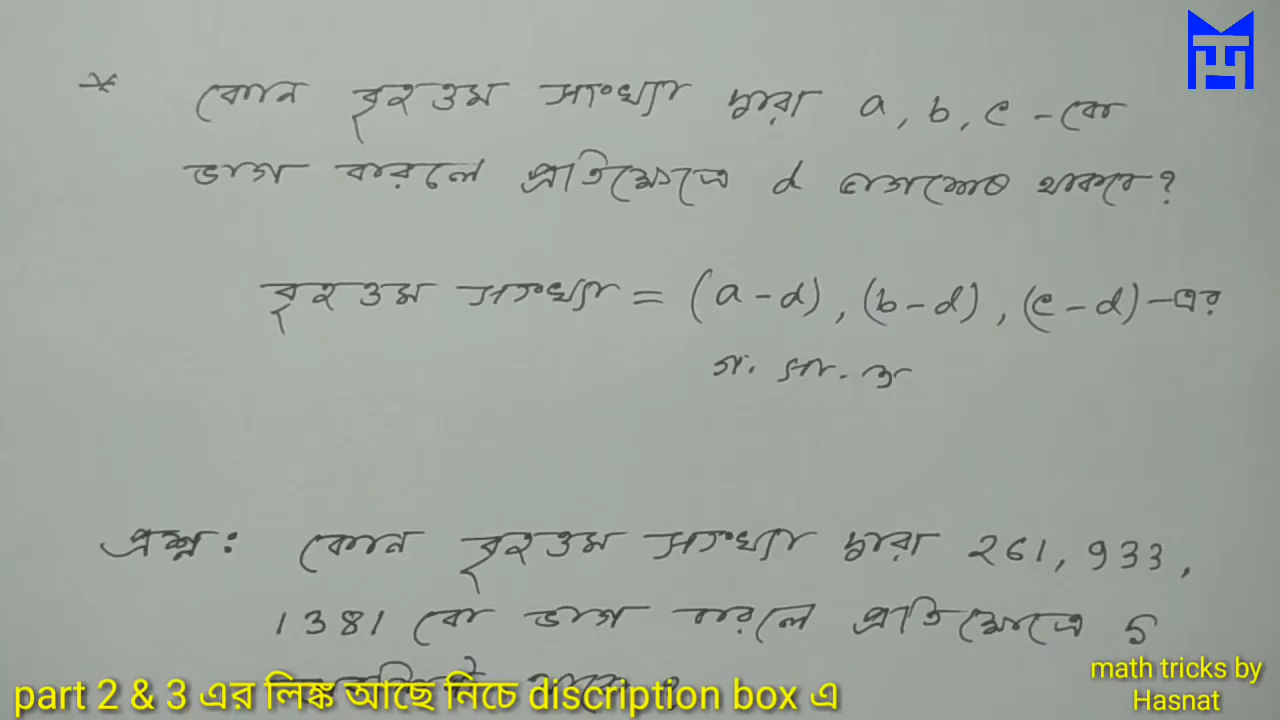 * কোন বৃহত্তম সংখ্যা দ্বারা a, b, c - কে
ভাগ করলে প্রতিক্ষেত্রে d ভাগশেষ থাকবে?
বৃহত্তম সংখ্যা = (a-d), (b-d), (c-d)-এর
গ. সা. গু
প্রশ্ন: কোন বৃহত্তম সংখ্যা দ্বারা 261, 933,
1381 কে ভাগ করলে প্রতিক্ষেত্রে 5
part 2 & 3 এর লিঙ্ক আছে নিচে discription box এ
math tricks by
Hasnat